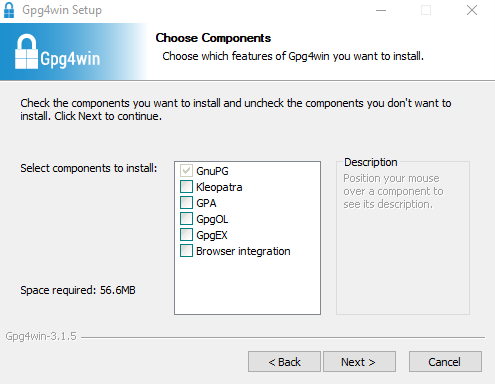 Gpg4win Setup
Gpg4win
Choose Components
Choose which features of Gpg4win you want to install.
Check the components you want to install and uncheck the components you don't want to
install. Click Next to continue.
Select components to install:
GnuPG
Kleopatra
GPA
GpgOL
GpgEX
Browser integration
Description
Position your mouse
over a component to
see its description.
Space required: 56.6MB
Gpg4win-3.1.5
< Back
Next >
Cancel